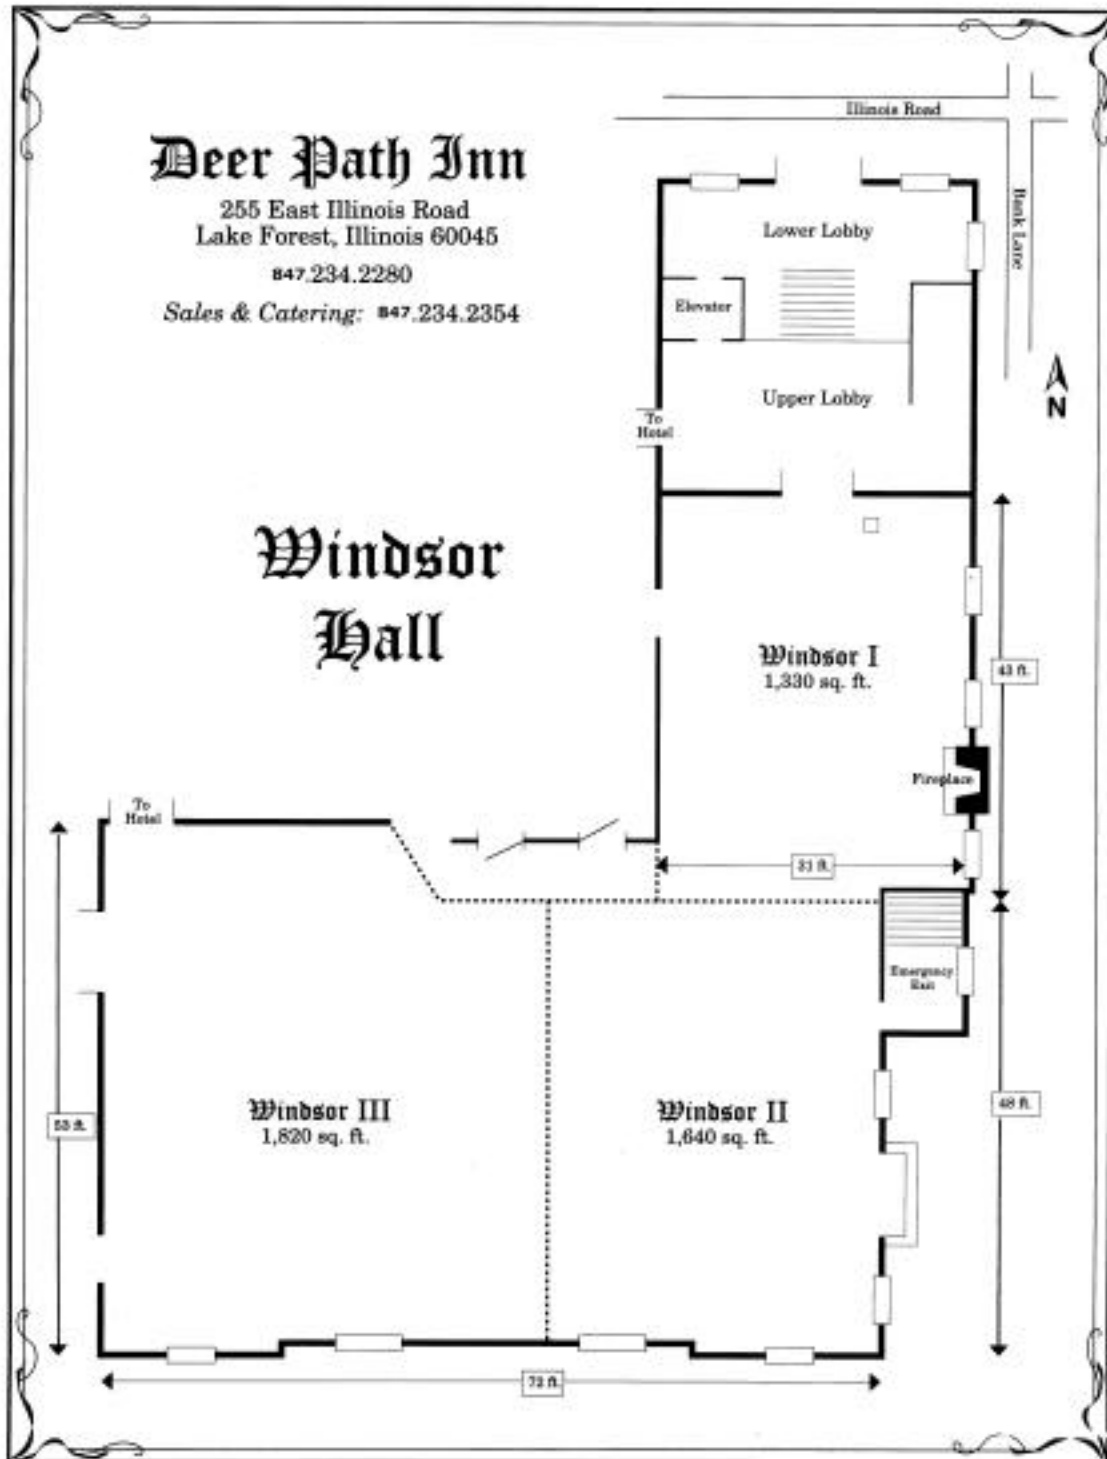 Illinois Road
Bank Lane
Deer Path Inn
255 East Illinois Road
Lake Forest, Illinois 60045
847.234.2280
Sales & Catering: 847.234.2354
Lower Lobby
Elevator
Upper Lobby
N
To
Hotel
Windsor
Hall
Windsor I
1,330 sq. ft.
43 ft.
Fireplace
To
Hotel
31 ft.
Emergency
Exit
Windsor III
1,820 sq. ft.
Windsor II
1,640 sq. ft.
53 ft.
48 ft.
73 ft.